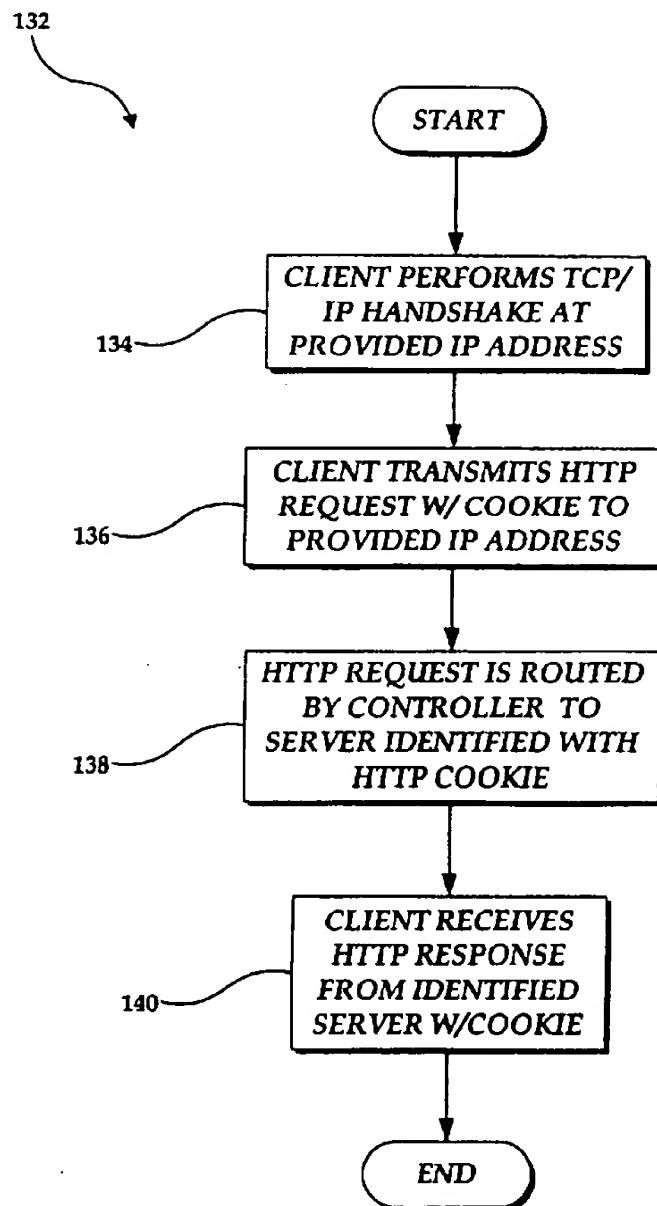 132
START
CLIENT PERFORMS TCP/
IP HANDSHAKE AT
PROVIDED IP ADDRESS
134
CLIENT TRANSMITS HTTP
REQUEST W/ COOKIE TO
PROVIDED IP ADDRESS
136
HTTP REQUEST IS ROUTED
BY CONTROLLER TO
SERVER IDENTIFIED WITH
HTTP COOKIE
138
CLIENT RECEIVES
HTTP RESPONSE
FROM IDENTIFIED
SERVER W/COOKIE
140
END